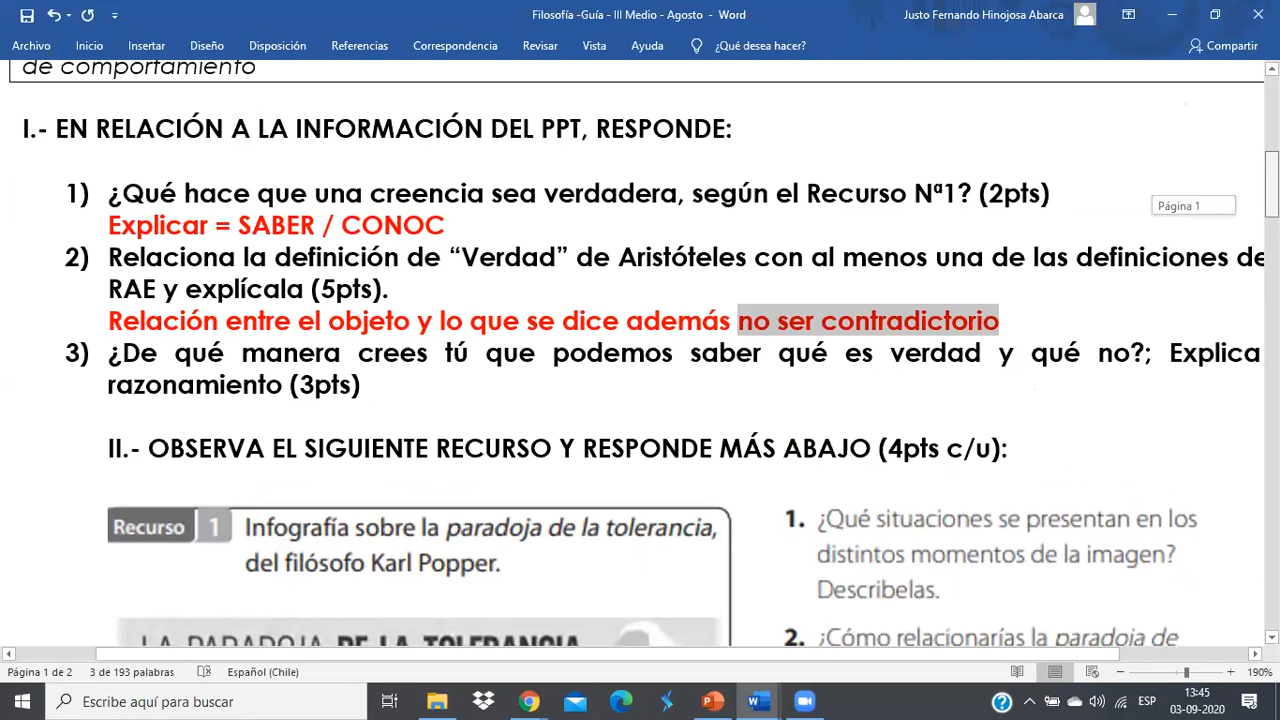 Filosofía -Guía - III Medio - Agosto - Word
Justo Fernando Hinojosa Abarca
Archivo Inicio Insertar Diseño Disposición Referencias Correspondencia Revisar Vista Ayuda ¿Qué desea hacer? Compartir
de comportamiento
I.- EN RELACIÓN A LA INFORMACIÓN DEL PPT, RESPONDE:
1) ¿Qué hace que una creencia sea verdadera, según el Recurso Nª1? (2pts)
Página 1
Explicar = SABER / CONOC
2) Relaciona la definición de “Verdad” de Aristóteles con al menos una de las definiciones de
RAE y explícala (5pts).
Relación entre el objeto y lo que se dice además no ser contradictorio
3) ¿De qué manera crees tú que podemos saber qué es verdad y qué no?; Explica
razonamiento (3pts)
II.- OBSERVA EL SIGUIENTE RECURSO Y RESPONDE MÁS ABAJO (4pts c/u):
Recurso 1 Infografía sobre la paradoja de la tolerancia,
del filósofo Karl Popper.
LA PARADOJA DE LA TOLERANCIA
1. ¿Qué situaciones se presentan en los
distintos momentos de la imagen?
Descríbelas.
2. ¿Cómo relacionarías la paradoja de
Página 1 de 2 3 de 193 palabras Español (Chile) 190%
Escribe aquí para buscar
ESP
13:45
03-09-2020